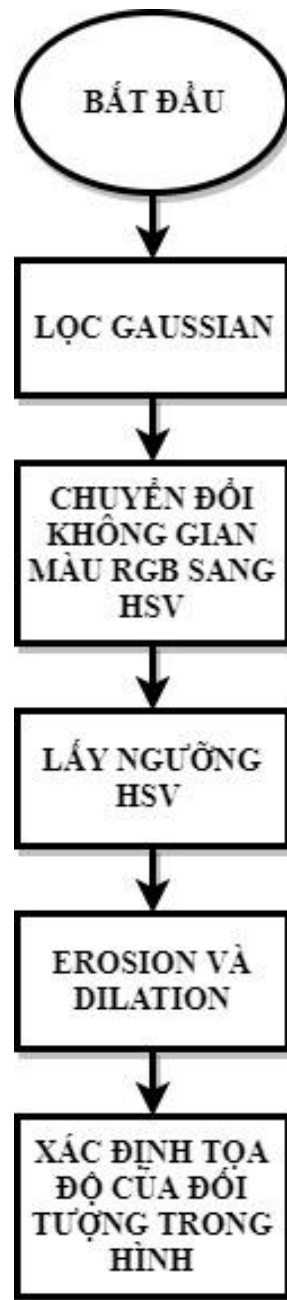 BẮT ĐẦU
LỌC GAUSSIAN
CHUYỂN ĐỔI
KHÔNG GIAN
MÀU RGB SANG
HSV
LẤY NGƯỠNG
HSV
EROSION VÀ
DILATION
XÁC ĐỊNH TỌA
ĐỘ CỦA ĐỐI
TƯỢNG TRONG
HÌNH